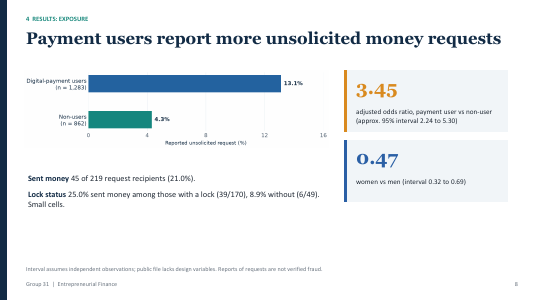 4 RESULTS: EXPOSURE
Payment users report more unsolicited money requests
Digital-payment users
(n = 1,283)
13.1%
Non-users
(n = 862)
4.3%
0 4 8 12 16
Reported unsolicited request (%)
3.45
adjusted odds ratio, payment user vs non-user
(approx. 95% interval 2.24 to 5.30)
0.47
women vs men (interval 0.32 to 0.69)
Sent money 45 of 219 request recipients (21.0%).
Lock status 25.0% sent money among those with a lock (39/170), 8.9% without (6/49).
Small cells.
Interval assumes independent observations; public file lacks design variables. Reports of requests are not verified fraud.
Group 31 | Entrepreneurial Finance
8